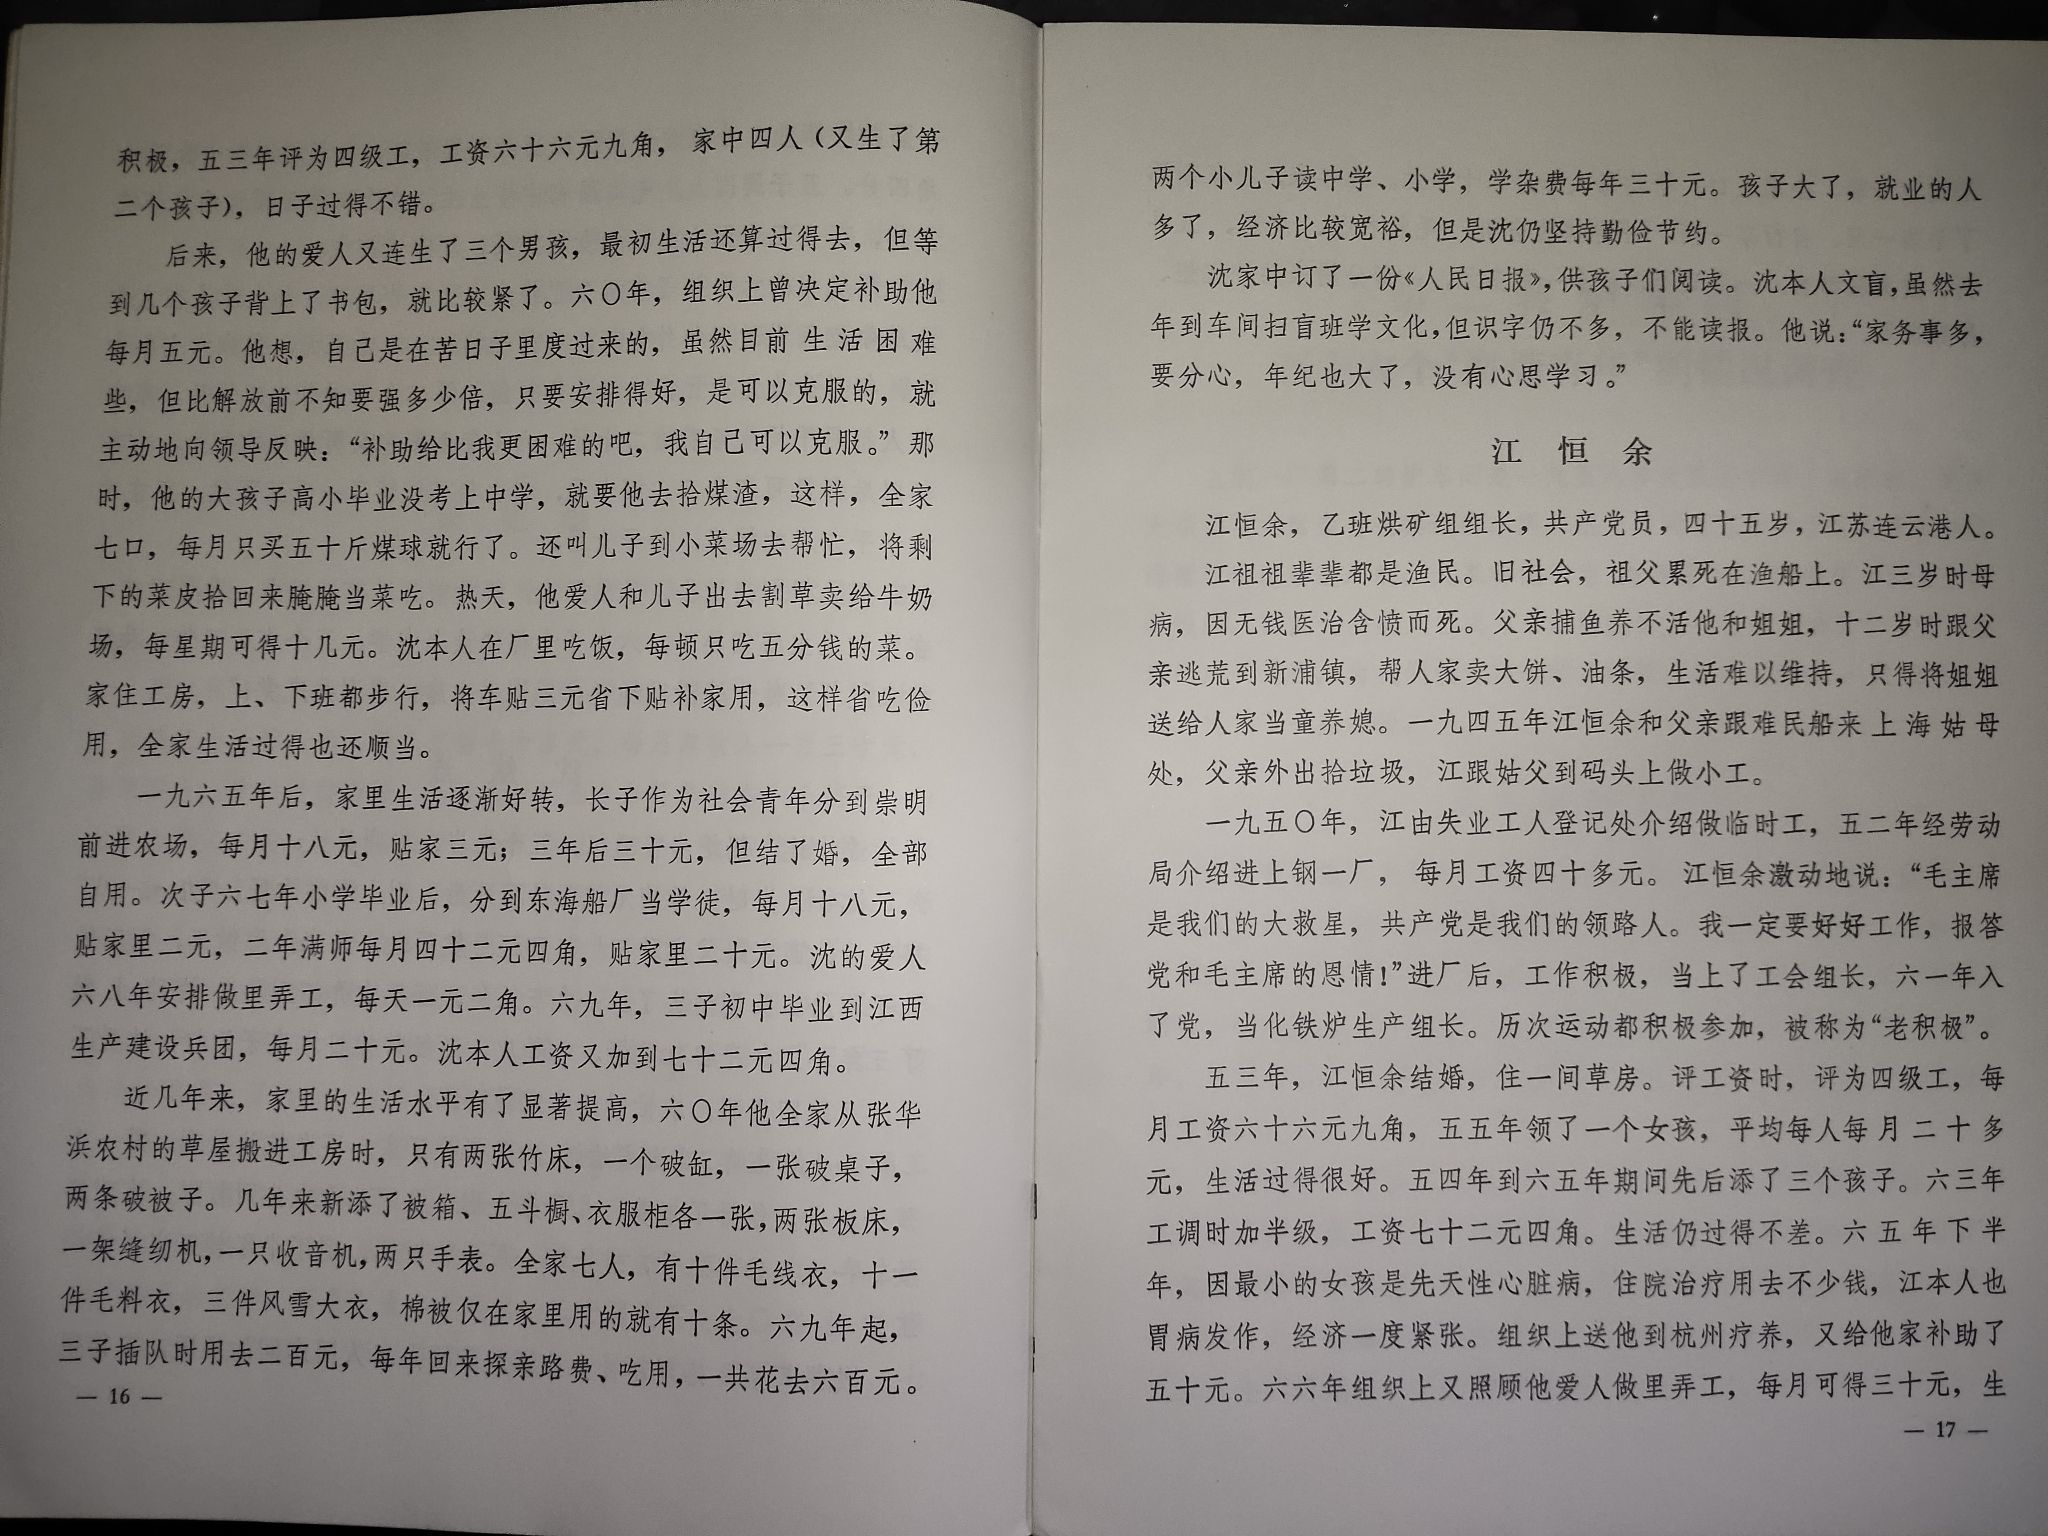 积极，五三年评为四级工，工资六十六元九角，家中四人（又生了第
二个孩子），日子过得不错。
后来，他的爱人又连生了三个男孩，最初生活还算过得去，但等
到几个孩子背上了书包，就比较紧了。六〇年，组织上曾决定补助他
每月五元。他想，自己是在苦日子里度过来的，虽然目前生活困难
些，但比解放前不知要强多少倍，只要安排得好，是可以克服的，就
主动地向领导反映：“补助给比我更困难的吧，我自己可以克服。”那
时，他的大孩子高小毕业没考上中学，就要他去拾煤渣，这样，全家
七口，每月只买五十斤煤球就行了。还叫儿子到小菜场去帮忙，将剩
下的菜皮拾回来腌腌当菜吃。热天，他爱人和儿子出去割草卖给牛奶
场，每星期可得十几元。沈本人在厂里吃饭，每顿只吃五分钱的菜。
家住工房，上、下班都步行，将车贴三元省下贴补家用，这样省吃俭
用，全家生活过得也还顺当。
一九六五年后，家里生活逐渐好转，长子作为社会青年分到崇明
前进农场，每月十八元，贴家三元；三年后三十元，但结了婚，全部
自用。次子六七年小学毕业后，分到东海船厂当学徒，每月十八元，
贴家里二元，二年满师每月四十二元四角，贴家里二十元。沈的爱人
六八年安排做里弄工，每天一元二角。六九年，三子初中毕业到江西
生产建设兵团，每月二十元。沈本人工资又加到七十二元四角。
近几年来，家里的生活水平有了显著提高，六〇年他全家从张华
浜农村的草屋搬进工房时，只有两张竹床，一个破缸，一张破桌子，
两条破被子。几年来新添了被箱、五斗橱、衣服柜各一张，两张板床，
一架缝纫机，一只收音机，两只手表。全家七人，有十件毛线衣，十一
件毛料衣，三件风雪大衣，棉被仅在家里用的就有十条。六九年起，
三子插队时用去二百元，每年回来探亲路费、吃用，一共花去六百元。
— 16 —
两个小儿子读中学、小学，学杂费每年三十元。孩子大了，就业的人
多了，经济比较宽裕，但是沈仍坚持勤俭节约。
沈家中订了一份《人民日报》，供孩子们阅读。沈本人文盲，虽然去
年到车间扫盲班学文化，但识字仍不多，不能读报。他说：“家务事多，
要分心，年纪也大了，没有心思学习。”
江恒余
江恒余，乙班烘矿组组长，共产党员，四十五岁，江苏连云港人。
江祖祖辈辈都是渔民。旧社会，祖父累死在渔船上。江三岁时母
病，因无钱医治含愤而死。父亲捕鱼养不活他和姐姐，十二岁时跟父
亲逃荒到新浦镇，帮人家卖大饼、油条，生活难以维持，只得将姐姐
送给人家当童养媳。一九四五年江恒余和父亲跟难民船来上海姑母
处，父亲外出拾垃圾，江跟姑父到码头上做小工。
一九五〇年，江由失业工人登记处介绍做临时工，五二年经劳动
局介绍进上钢一厂，每月工资四十多元。江恒余激动地说：“毛主席
是我们的大救星，共产党是我们的领路人。我一定要好好工作，报答
党和毛主席的恩情！”进厂后，工作积极，当上了工会组长，六一年入
了党，当化铁炉生产组长。历次运动都积极参加，被称为“老积极”。
五三年，江恒余结婚，住一间草房。评工资时，评为四级工，每
月工资六十六元九角，五五年领了一个女孩，平均每人每月二十多
元，生活过得很好。五四年到六五年期间先后添了三个孩子。六三年
工调时加半级，工资七十二元四角。生活仍过得不差。六五年下半
年，因最小的女孩是先天性心脏病，住院治疗用去不少钱，江本人也
胃病发作，经济一度紧张。组织上送他到杭州疗养，又给他家补助了
五十元。六六年组织上又照顾他爱人做里弄工，每月可得三十元，生
— 17 —